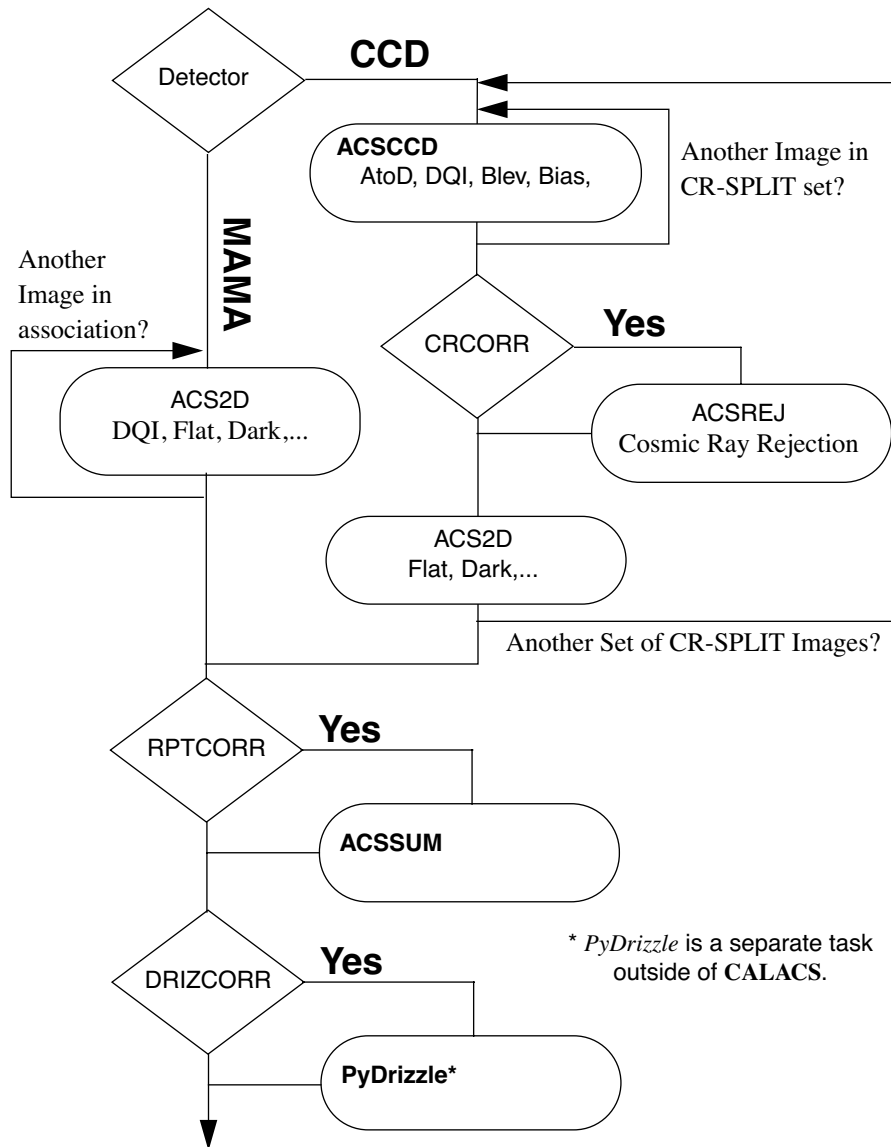 Detector
CCD
ACSCCD
AtoD, DQI, Blev, Bias,
Another Image in
CR-SPLIT set?
MAMA
Another
Image in
association?
CRCORR
Yes
ACS2D
DQI, Flat, Dark,...
ACSREJ
Cosmic Ray Rejection
ACS2D
Flat, Dark,...
Another Set of CR-SPLIT Images?
RPTCORR
Yes
ACSSUM
DRIZCORR
Yes
* PyDrizzle is a separate task
outside of CALACS.
PyDrizzle*